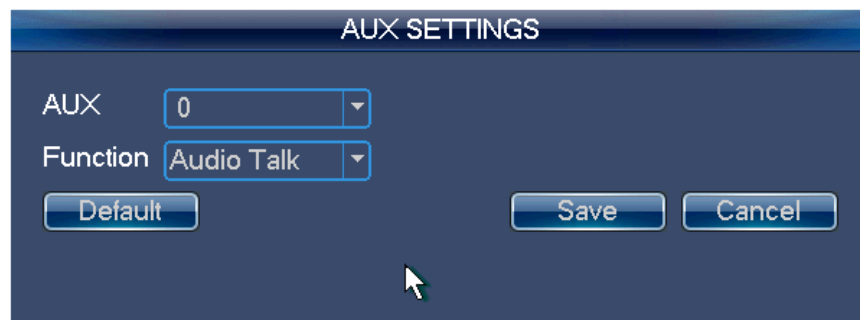 AUX SETTINGS
AUX 0
Function Audio Talk
Default Save Cancel